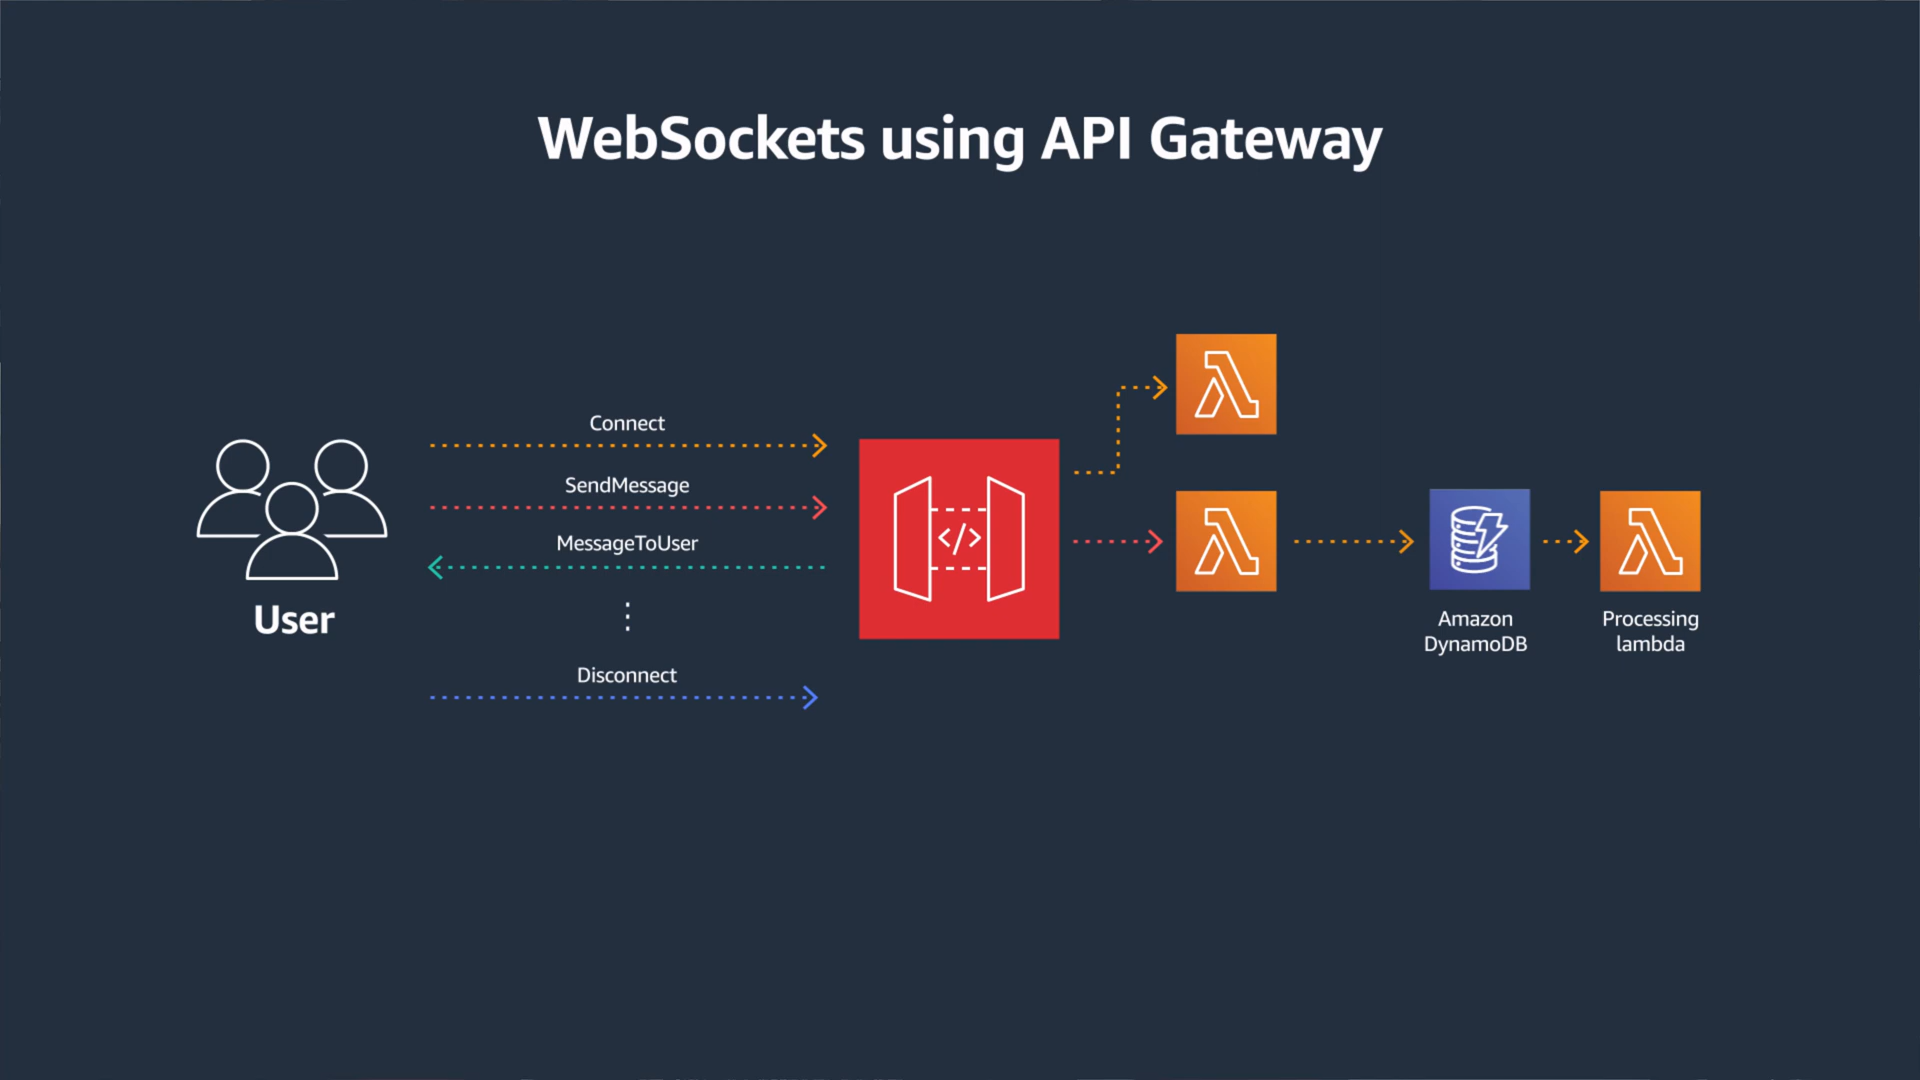 WebSockets using API Gateway
Connect
SendMessage
MessageToUser
Disconnect
User
</>
Amazon
DynamoDB
Processing
lambda